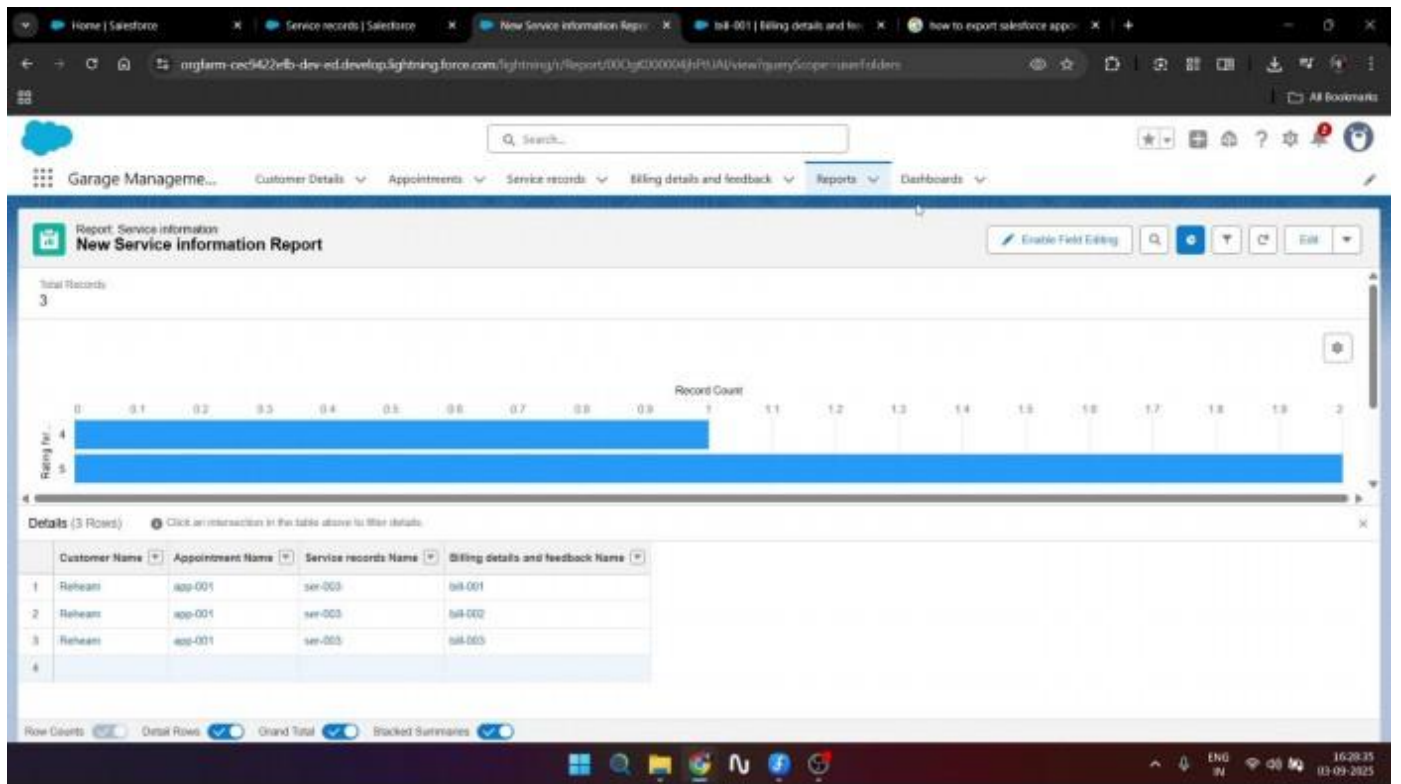 Home | Salesforce
Service records | Salesforce
New Service information Repor
bill-001 | Billing details and fee
how to export salesforce appo
All Bookmarks
Search...
Garage Manageme...
Customer Details
Appointments
Service records
Billing details and feedback
Reports
Dashboards
Report: Service information
New Service information Report
Enable Field Editing
Edit
Total Records
3
Record Count
0 0.1 0.2 0.3 0.4 0.5 0.6 0.7 0.8 0.9 1 1.1 1.2 1.3 1.4 1.5 1.6 1.7 1.8 1.9 2
Rating for...
4
5
Details (3 Rows)
Click an intersection in the table above to filter details.
Customer Name Appointment Name Service records Name Billing details and feedback Name
1 Reheam app-001 ser-003 bill-001
2 Reheam app-001 ser-003 bill-002
3 Reheam app-001 ser-003 bill-003
4
Row Counts Detail Rows Grand Total Stacked Summaries
ENG
IN
16:28:35
03-09-2025